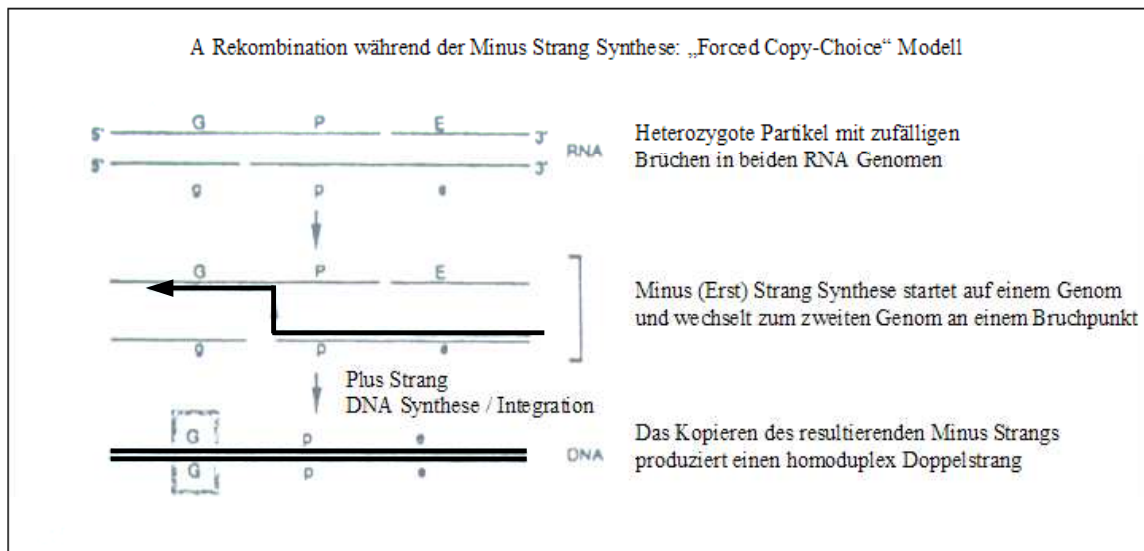 A Rekombination während der Minus Strang Synthese: „Forced Copy-Choice“ Modell
G P E
5' 3'
RNA
5' 3'
g p e
Heterozygote Partikel mit zufälligen
Brüchen in beiden RNA Genomen
G P E
g p e
Minus (Erst) Strang Synthese startet auf einem Genom
und wechselt zum zweiten Genom an einem Bruchpunkt
Plus Strang
DNA Synthese / Integration
G p e
DNA
G p e
Das Kopieren des resultierenden Minus Strangs
produziert einen homoduplex Doppelstrang